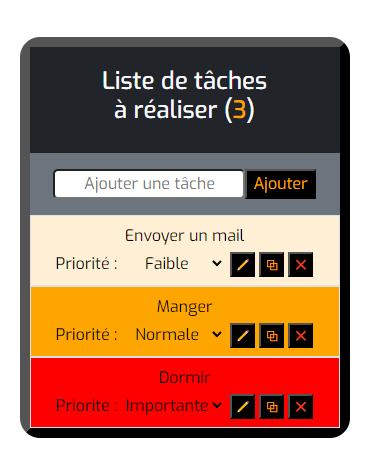 Liste de tâches
à réaliser (3)
Ajouter une tâche Ajouter
Envoyer un mail
Priorité : Faible
Manger
Priorité : Normale
Dormir
Priorité : Importante